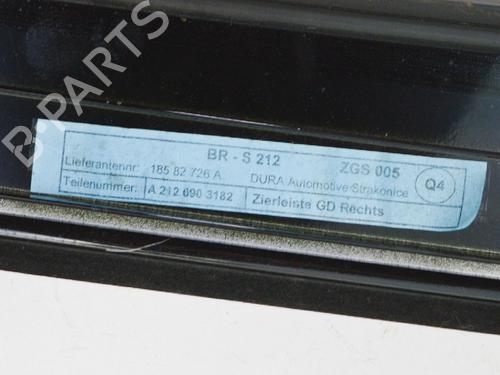 BR - S 212 ZGS 005
Lieferantennr: 185 82 726 A DURA Automotive Strakonice Q4
Teilenummer: A 212 690 3182 Zierleiste GD Rechts
B-PARTS
B-PARTS